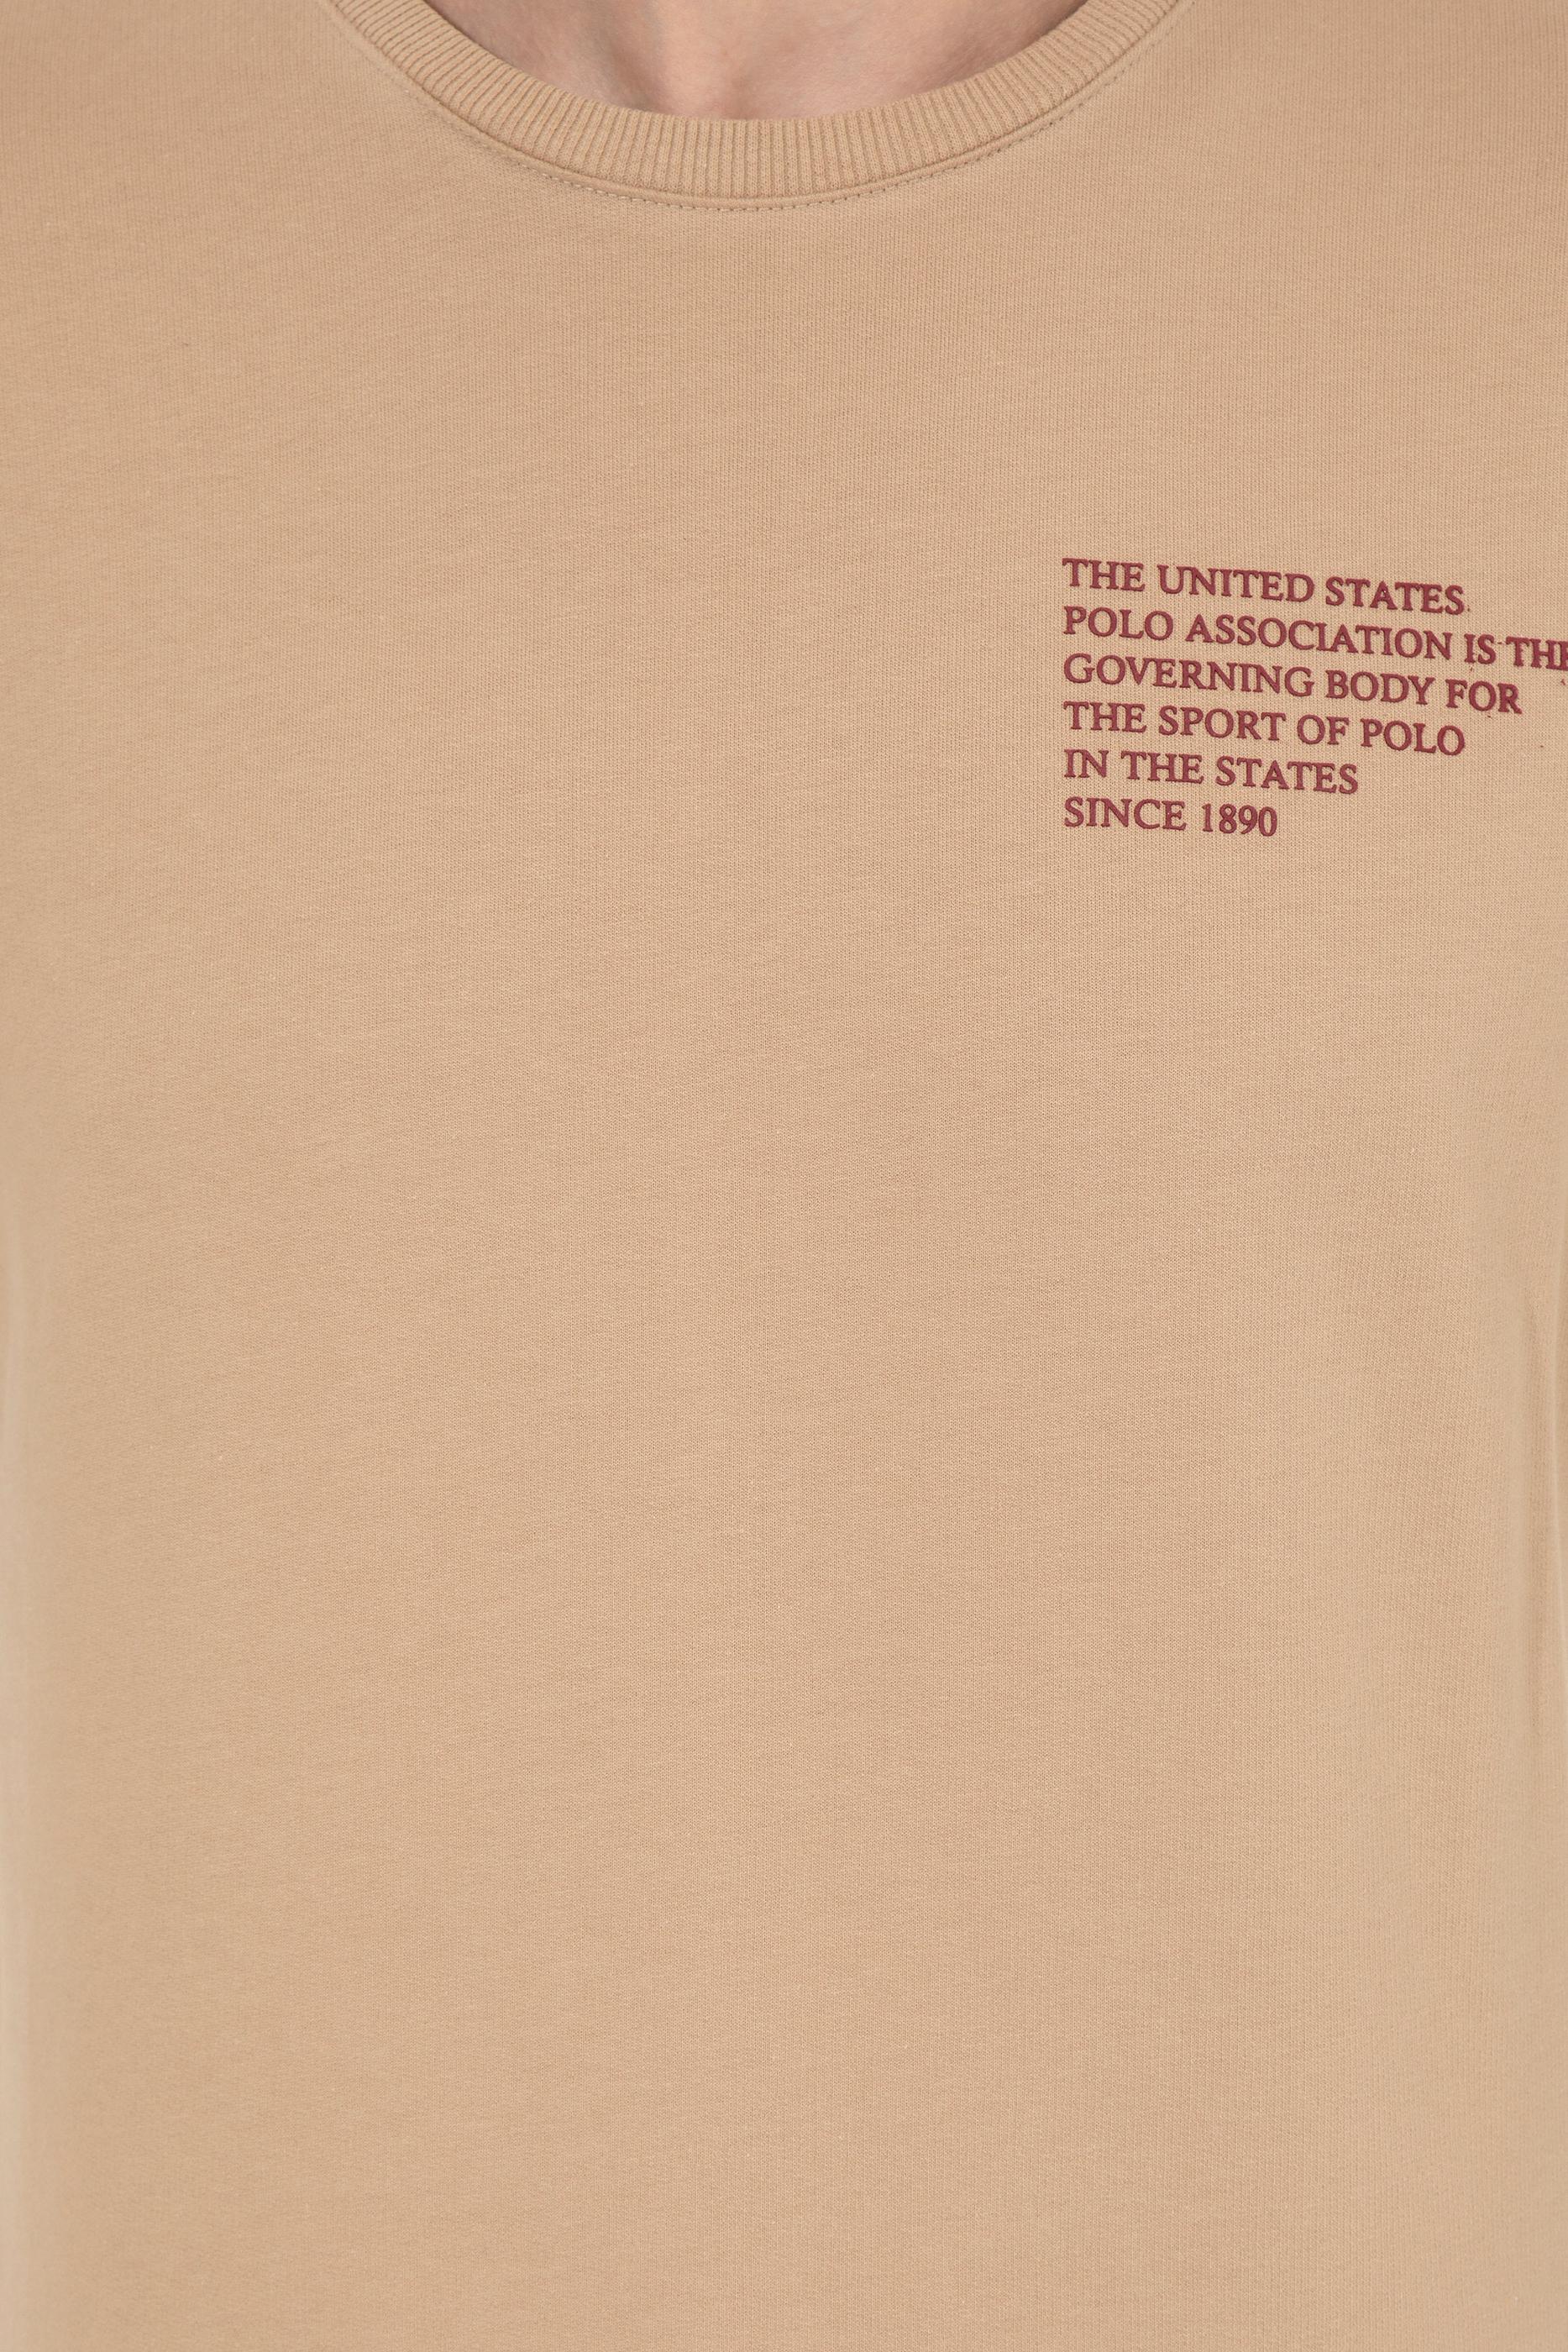 THE UNITED STATES
POLO ASSOCIATION IS THE
GOVERNING BODY FOR
THE SPORT OF POLO
IN THE STATES
SINCE 1890